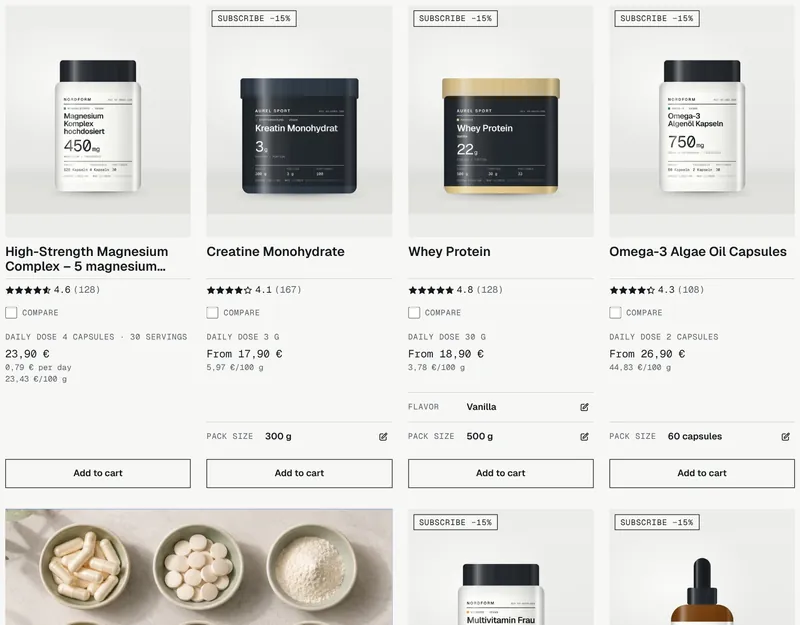 SUBSCRIBE −15%
SUBSCRIBE −15%
SUBSCRIBE −15%
NORDFORM
Magnesium
Komplex
hochdosiert
450mg
AUREL SPORT
Kreatin Monohydrat
3g
AUREL SPORT
Whey Protein
22g
NORDFORM
Omega-3
Algenöl Kapseln
750mg
High-Strength Magnesium
Complex – 5 magnesium...
4.6 (128)
COMPARE
DAILY DOSE 4 CAPSULES · 30 SERVINGS
23,90 €
0,79 € per day
23,43 €/100 g
Add to cart
Creatine Monohydrate
4.1 (167)
COMPARE
DAILY DOSE 3 G
From 17,90 €
5,97 €/100 g
PACK SIZE 300 g
Add to cart
Whey Protein
4.8 (128)
COMPARE
DAILY DOSE 30 G
From 18,90 €
3,78 €/100 g
FLAVOR Vanilla
PACK SIZE 500 g
Add to cart
Omega-3 Algae Oil Capsules
4.3 (108)
COMPARE
DAILY DOSE 2 CAPSULES
From 26,90 €
44,83 €/100 g
PACK SIZE 60 capsules
Add to cart
SUBSCRIBE −15%
SUBSCRIBE −15%
NORDFORM
Multivitamin Frau